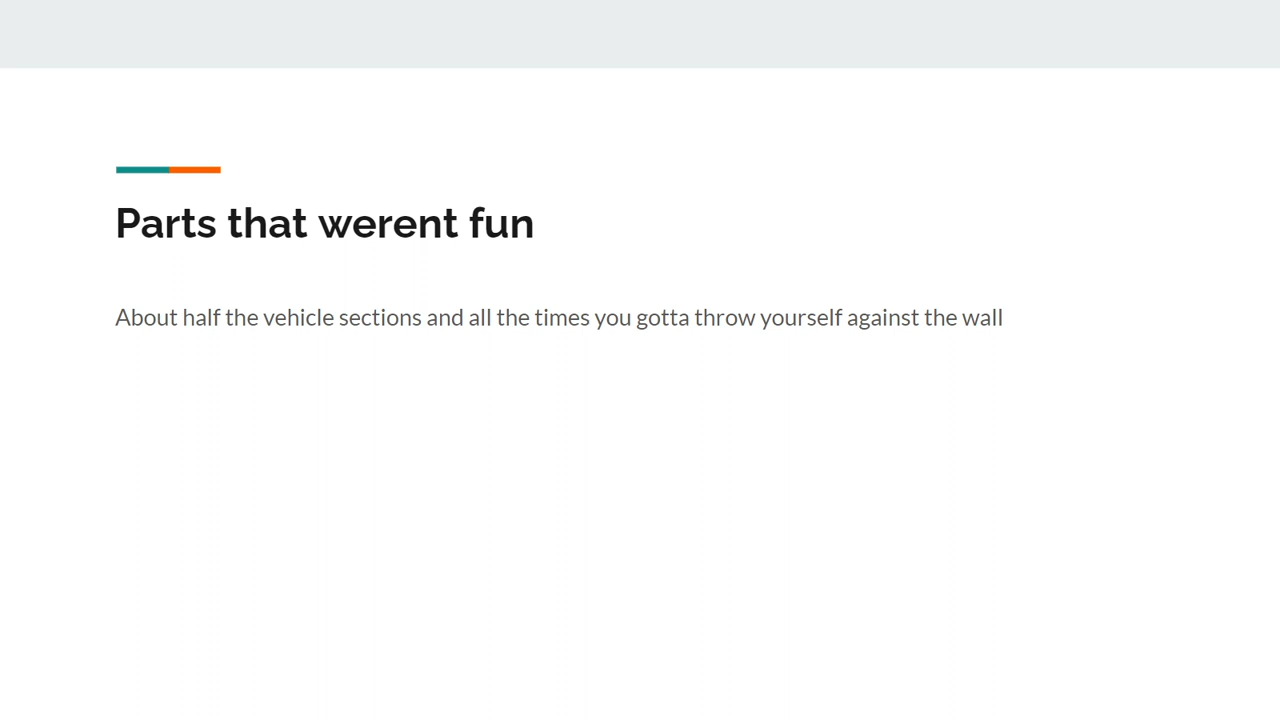 Parts that werent fun
About half the vehicle sections and all the times you gotta throw yourself against the wall